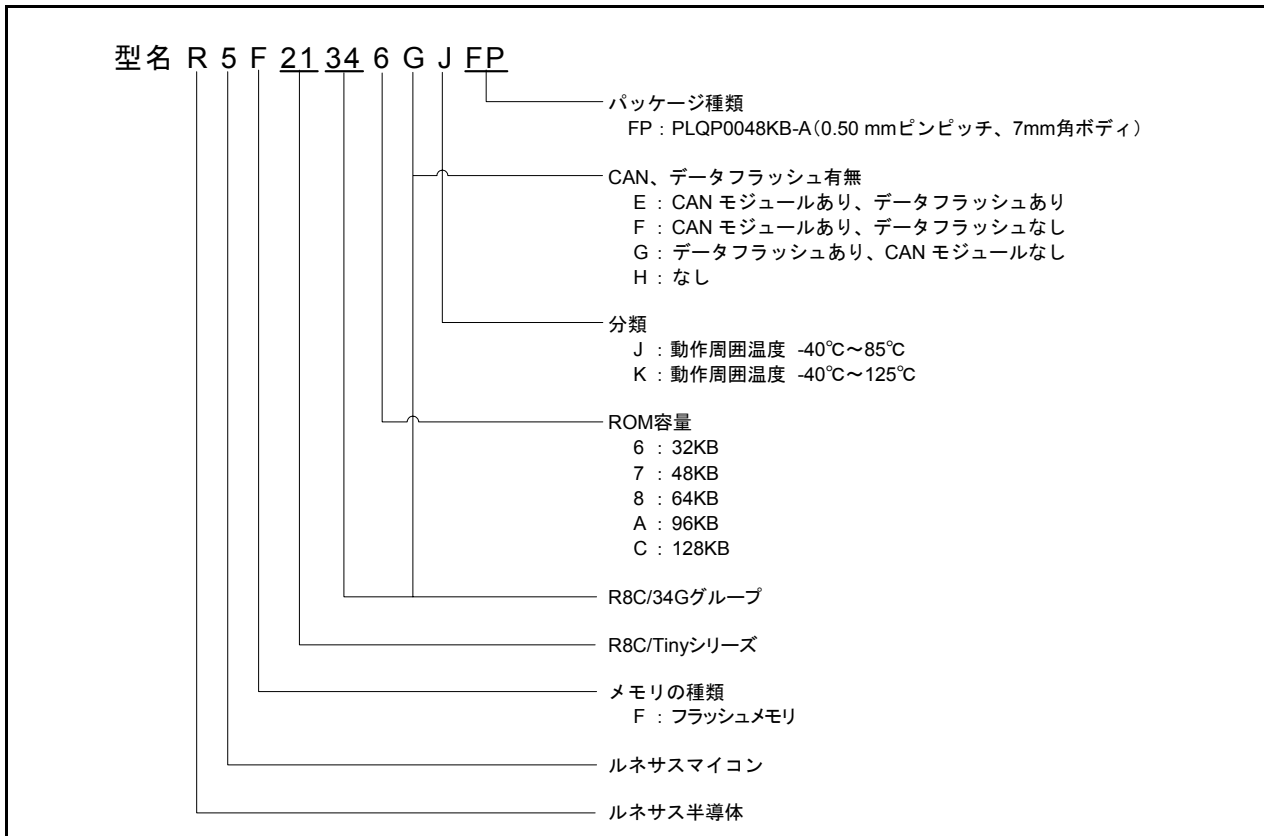 型名 R 5 F 21 34 6 G J FP
パッケージ種類
FP : PLQP0048KB-A(0.50 mmピンピッチ、7mm角ボディ)
CAN、データフラッシュ有無
E : CAN モジュールあり、データフラッシュあり
F : CAN モジュールあり、データフラッシュなし
G : データフラッシュあり、CAN モジュールなし
H : なし
分類
J : 動作周囲温度 -40℃～85℃
K : 動作周囲温度 -40℃～125℃
ROM容量
6 : 32KB
7 : 48KB
8 : 64KB
A : 96KB
C : 128KB
R8C/34Gグループ
R8C/Tinyシリーズ
メモリの種類
F : フラッシュメモリ
ルネサスマイコン
ルネサス半導体